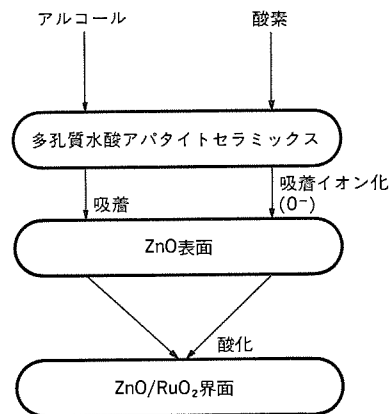 アルコール
酸素
多孔質水酸アパタイトセラミックス
吸着
吸着イオン化
(O⁻)
ZnO表面
酸化
ZnO/RuO₂界面